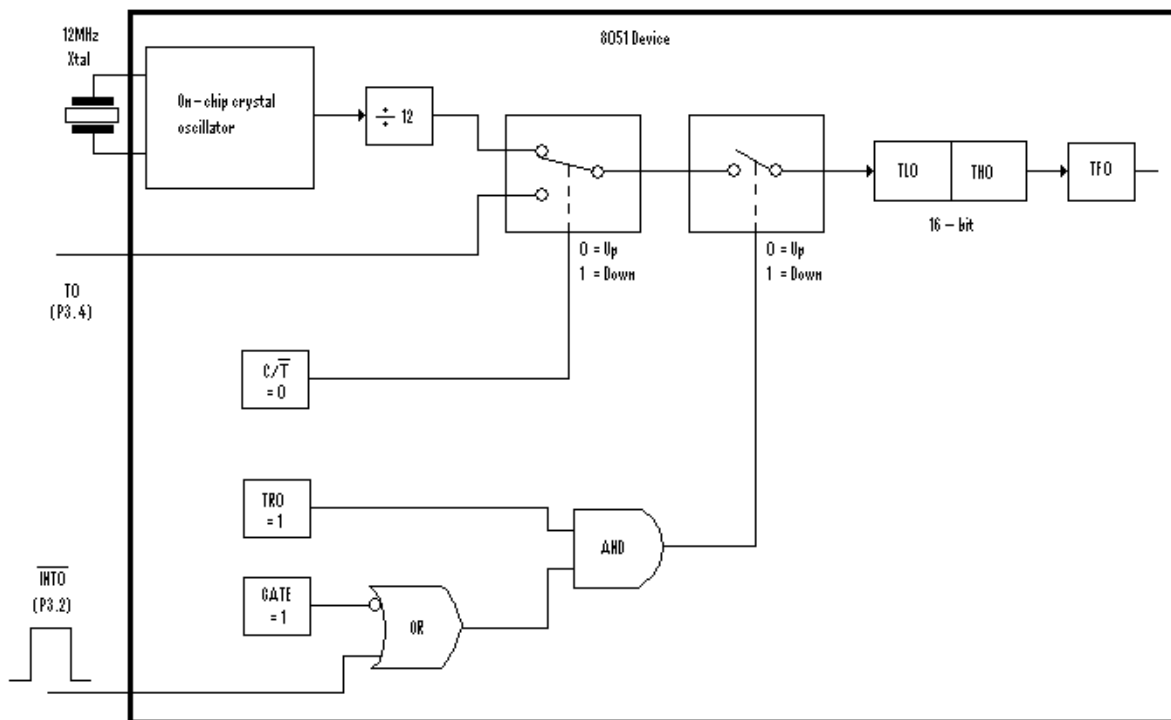 12MHz
Xtal
8051 Device
On-chip crystal
oscillator
÷ 12
TL0
TH0
TF0
16 - bit
0 = Up
1 = Down
0 = Up
1 = Down
T0
(P3.4)
C/T̅
= 0
TR0
= 1
AND
I̅N̅T̅0̅
(P3.2)
GATE
= 1
OR